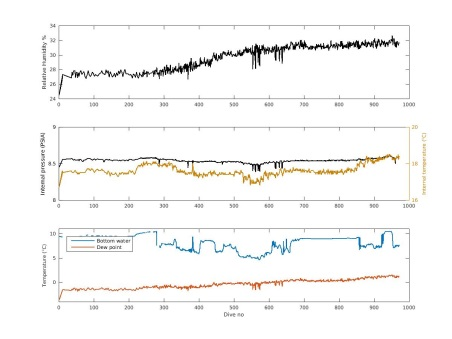 34
32
30
28
26
24
Relative Humidity %
0 100 200 300 400 500 600 700 800 900 1000
9
8.5
8
Internal pressure (PSIA)
20
18
16
Internal temperature (°C)
0 100 200 300 400 500 600 700 800 900 1000
10
5
0
Temperature (°C)
Bottom water
Dew point
0 100 200 300 400 500 600 700 800 900 1000
Dive no